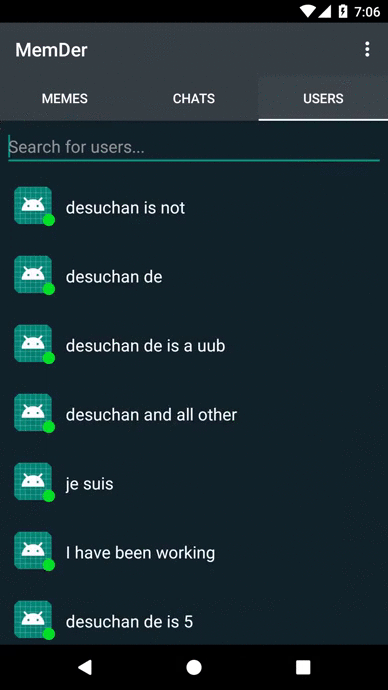 7:06
MemDer
MEMES CHATS USERS
Search for users...
desuchan is not
desuchan de
desuchan de is a uub
desuchan and all other
je suis
I have been working
desuchan de is 5